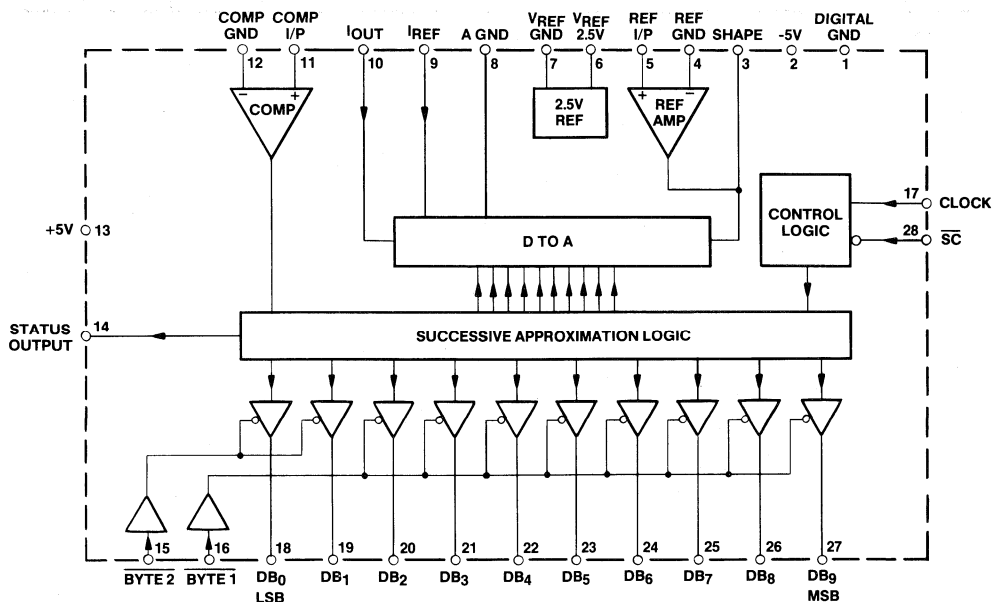 COMP GND
12
COMP I/P
11
IOUT
10
IREF
9
A GND
8
VREF GND
7
VREF 2.5V
6
REF I/P
5
REF GND
4
SHAPE
3
-5V
2
DIGITAL GND
1
- COMP +
2.5V REF
+ REF AMP -
CONTROL LOGIC
17 CLOCK
28 S̅C̅
+5V 13
D TO A
STATUS OUTPUT 14
SUCCESSIVE APPROXIMATION LOGIC
15 16 18 19 20 21 22 23 24 25 26 27
B̅Y̅T̅E̅ ̅2̅ B̅Y̅T̅E̅ ̅1̅ DB0 DB1 DB2 DB3 DB4 DB5 DB6 DB7 DB8 DB9
LSB MSB